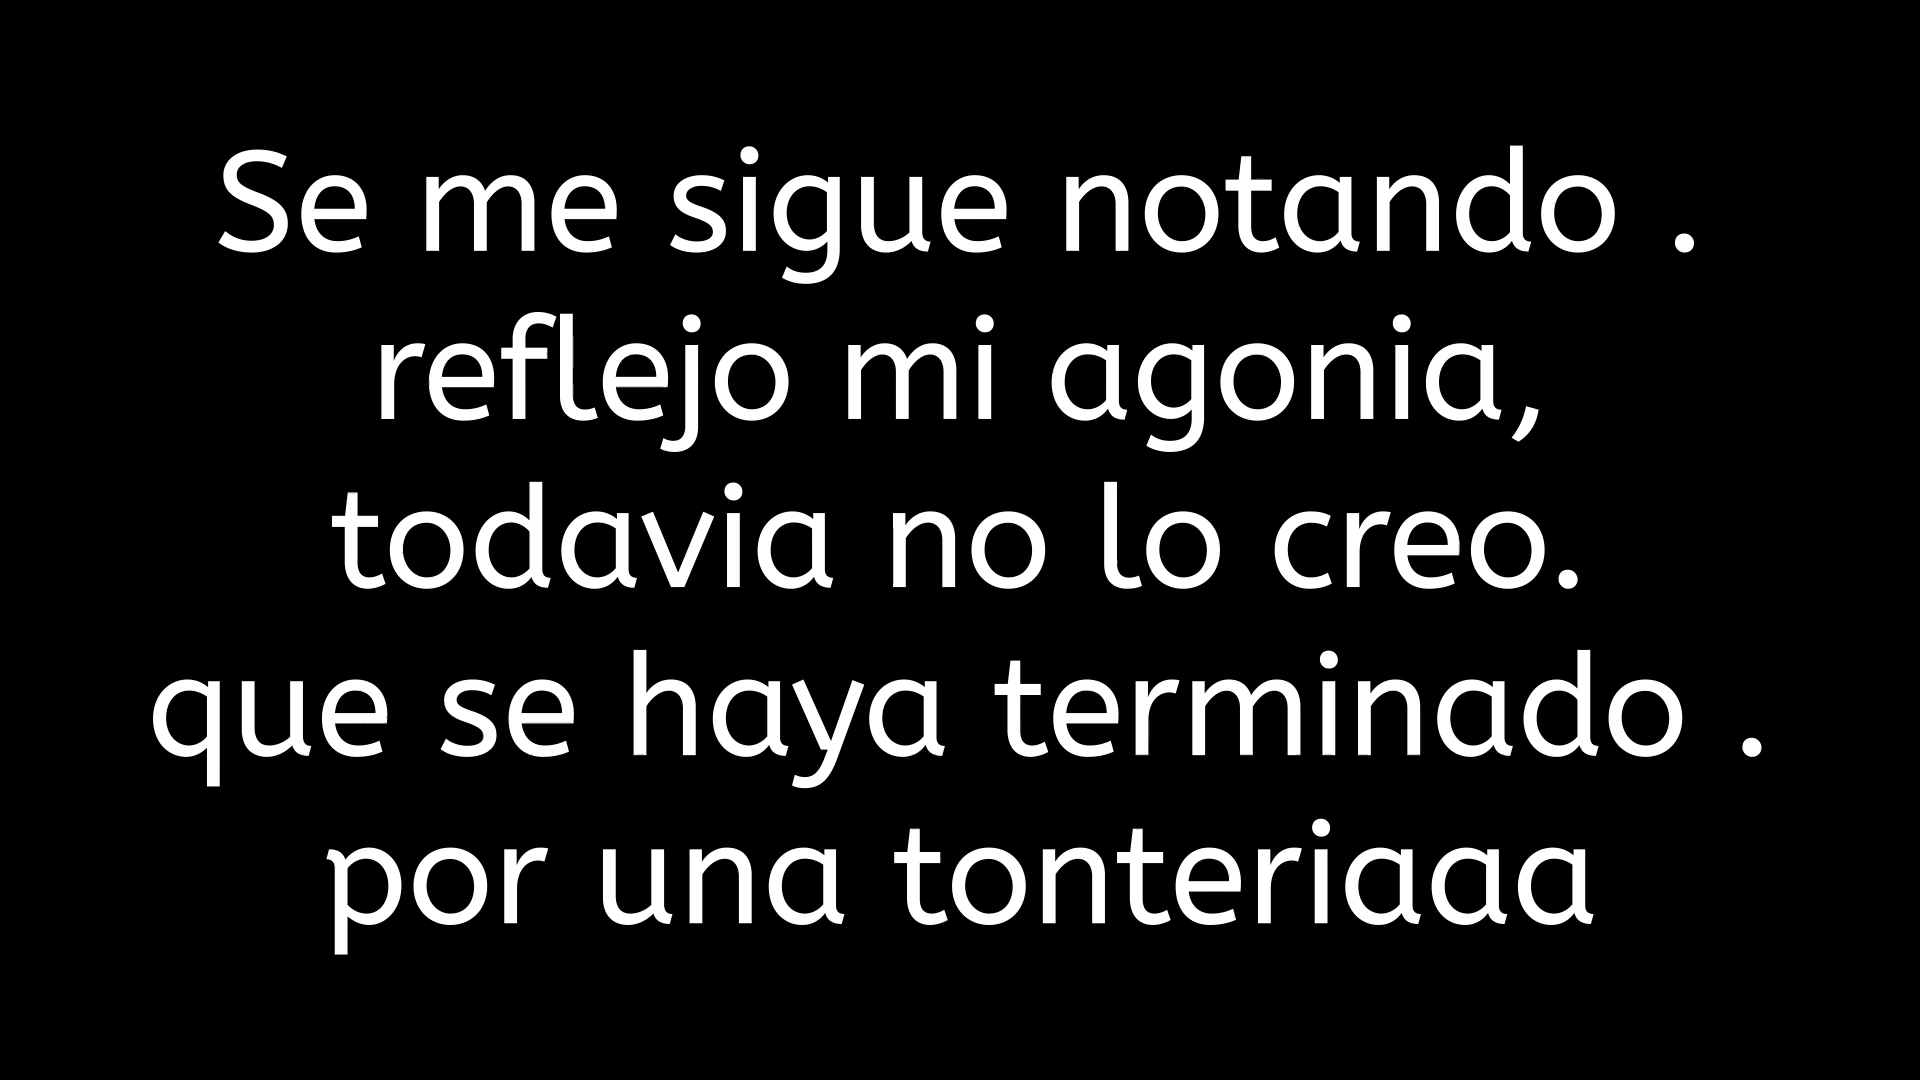 Se me sigue notando .
reflejo mi agonia,
todavia no lo creo.
que se haya terminado .
por una tonteriaaa